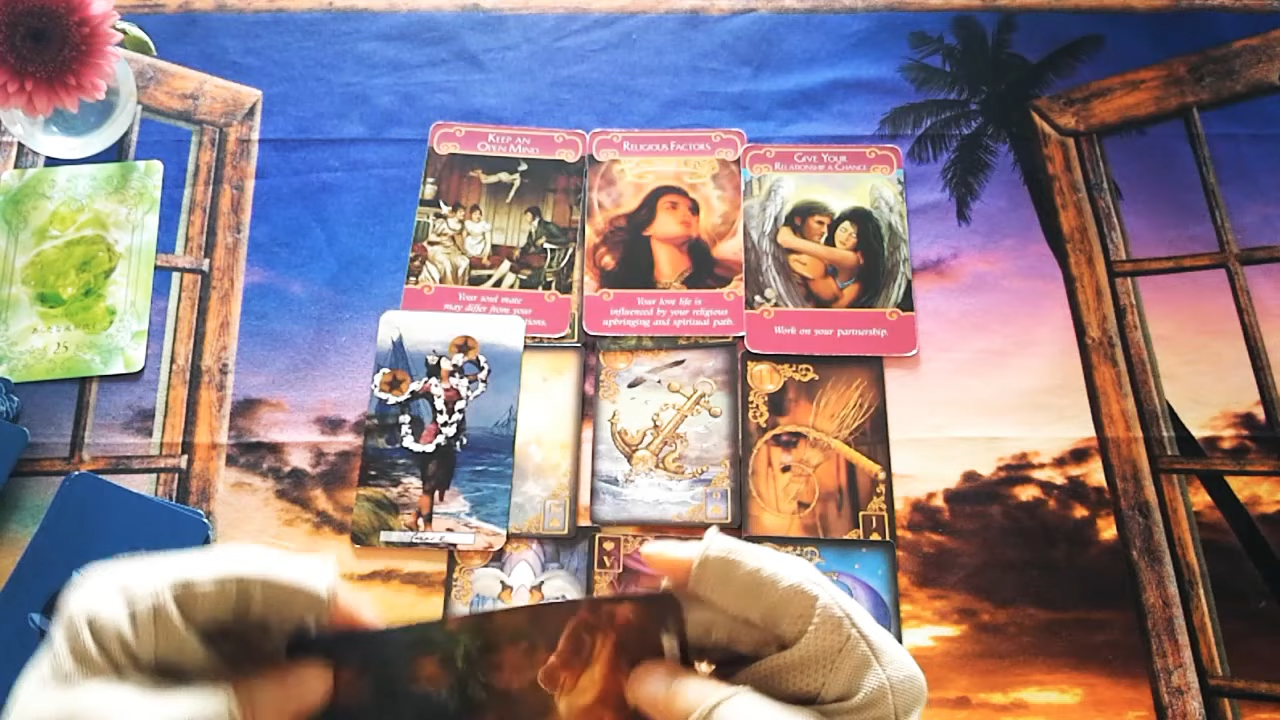 KEEP AN
OPEN MIND
Your soul mate
may differ from your
RELIGIOUS FACTORS
Your love life is
influenced by your religious
upbringing and spiritual path.
GIVE YOUR
RELATIONSHIP A CHANCE
Work on your partnership.
25
9
J
V